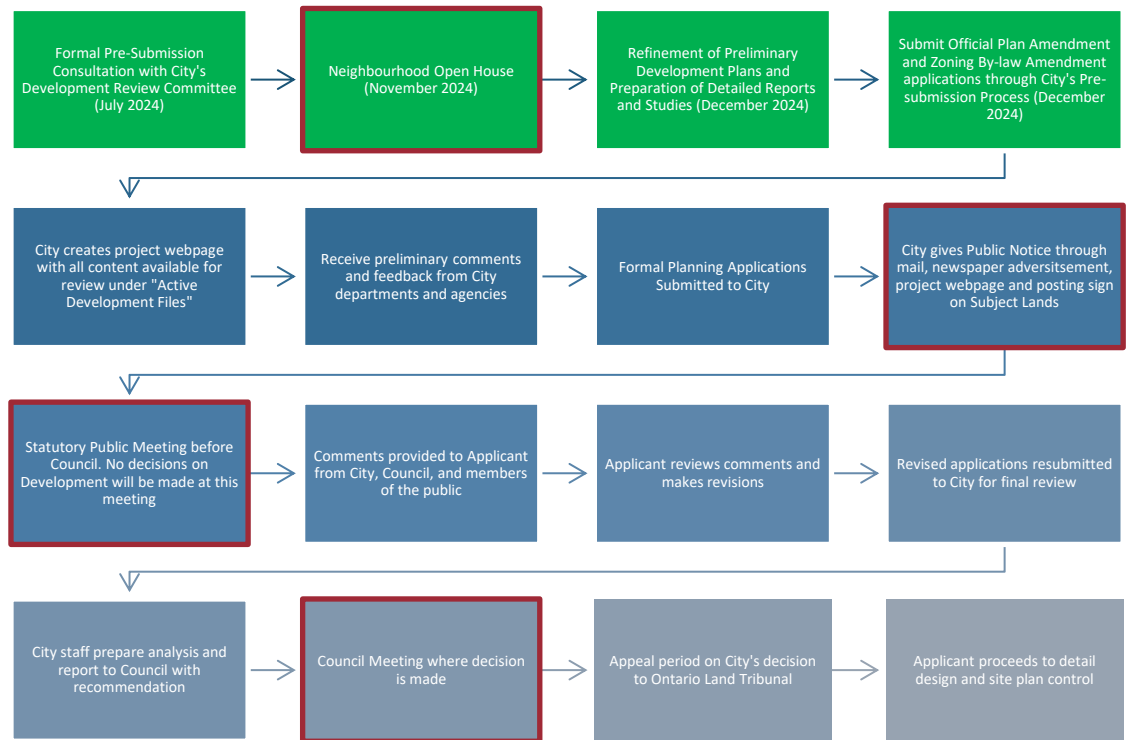 Formal Pre-Submission
Consultation with City's
Development Review Committee
(July 2024)
Neighbourhood Open House
(November 2024)
Refinement of Preliminary
Development Plans and
Preparation of Detailed Reports
and Studies (December 2024)
Submit Official Plan Amendment
and Zoning By-law Amendment
applications through City's Pre-
submission Process (December
2024)
City creates project webpage
with all content available for
review under "Active
Development Files"
Receive preliminary comments
and feedback from City
departments and agencies
Formal Planning Applications
Submitted to City
City gives Public Notice through
mail, newspaper adversitsement,
project webpage and posting sign
on Subject Lands
Statutory Public Meeting before
Council. No decisions on
Development will be made at this
meeting
Comments provided to Applicant
from City, Council, and members
of the public
Applicant reviews comments and
makes revisions
Revised applications resubmitted
to City for final review
City staff prepare analysis and
report to Council with
recommendation
Council Meeting where decision
is made
Appeal period on City's decision
to Ontario Land Tribunal
Applicant proceeds to detail
design and site plan control